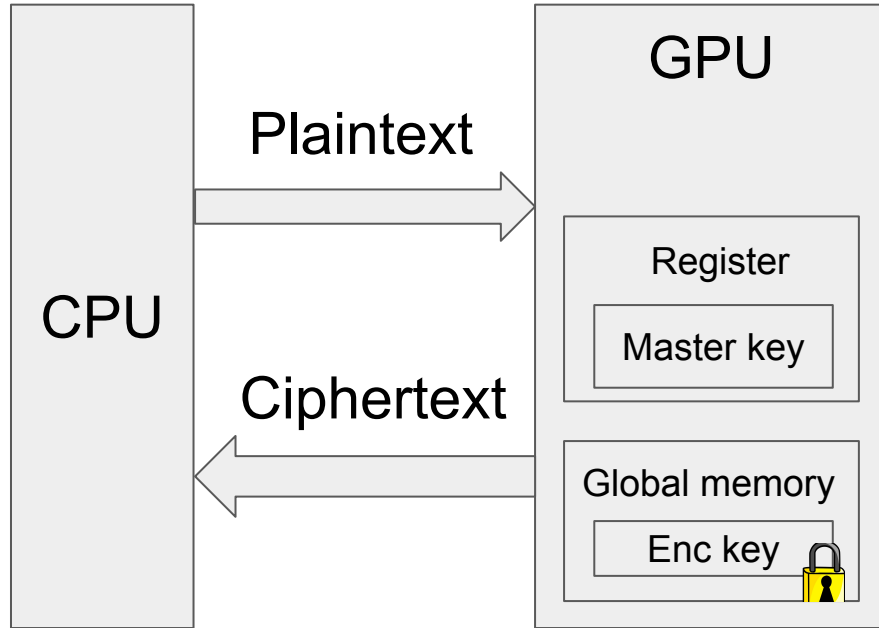 CPU
Plaintext
Ciphertext
GPU
Register
Master key
Global memory
Enc key